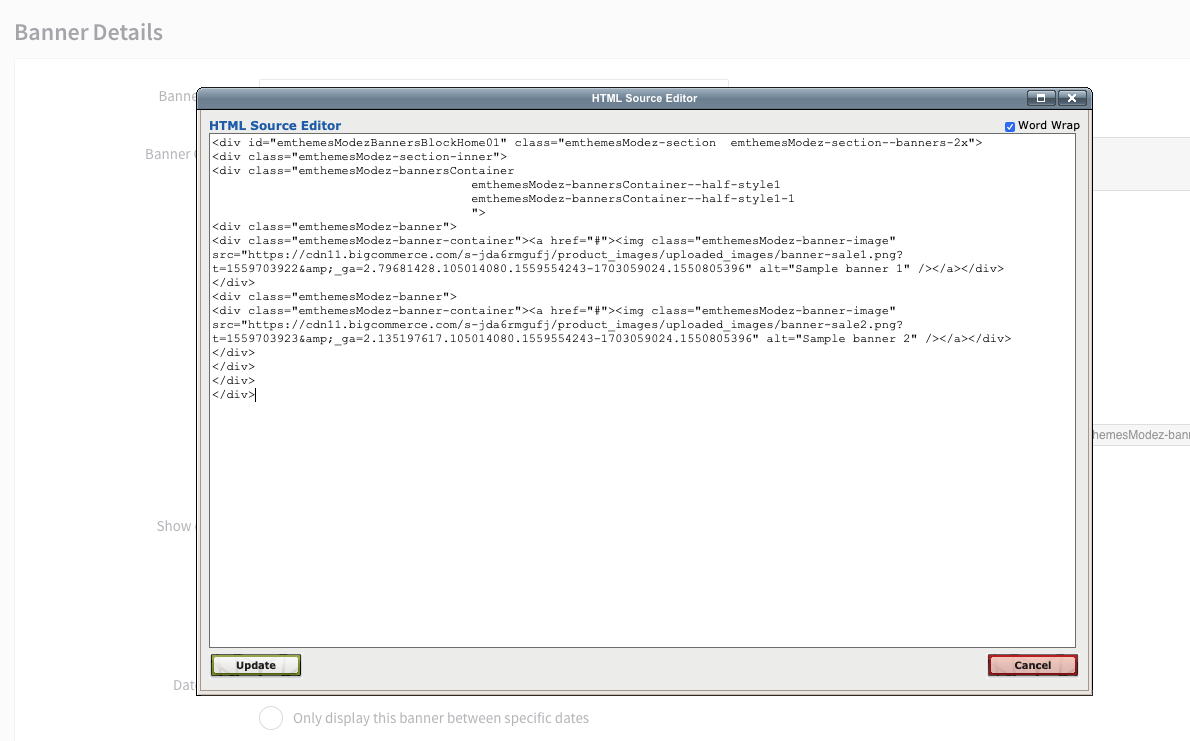 Banner Details
Banne
HTML Source Editor
HTML Source Editor
Word Wrap
Banner
<div id="emthemesModezBannersBlockHome01" class="emthemesModez-section  emthemesModez-section--banners-2x">
<div class="emthemesModez-section-inner">
<div class="emthemesModez-bannersContainer
emthemesModez-bannersContainer--half-style1
emthemesModez-bannersContainer--half-style1-1
">
<div class="emthemesModez-banner">
<div class="emthemesModez-banner-container"><a href="#"><img class="emthemesModez-banner-image"
src="https://cdn11.bigcommerce.com/s-jda6rmgufj/product_images/uploaded_images/banner-sale1.png?
t=1559703922&amp;_ga=2.79681428.105014080.1559554243-1703059024.1550805396" alt="Sample banner 1" /></a></div>
</div>
<div class="emthemesModez-banner">
<div class="emthemesModez-banner-container"><a href="#"><img class="emthemesModez-banner-image"
src="https://cdn11.bigcommerce.com/s-jda6rmgufj/product_images/uploaded_images/banner-sale2.png?
t=1559703923&amp;_ga=2.135197617.105014080.1559554243-1703059024.1550805396" alt="Sample banner 2" /></a></div>
</div>
</div>
</div>
</div>
hemesModez-bann
Show
Update
Cancel
Dat
Only display this banner between specific dates